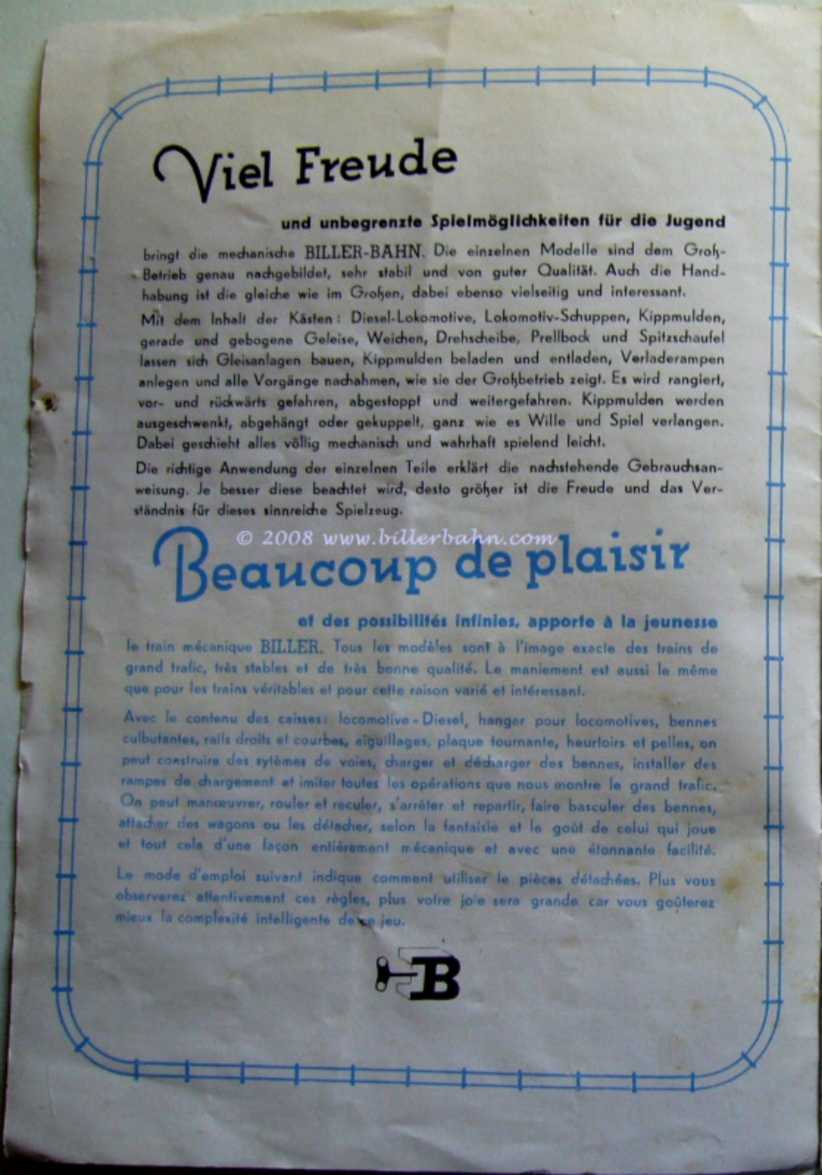 Viel Freude
und unbegrenzte Spielmöglichkeiten für die Jugend
bringt die mechanische BILLER-BAHN. Die einzelnen Modelle sind dem Groß-
Betrieb genau nachgebildet, sehr stabil und von guter Qualität. Auch die Hand-
habung ist die gleiche wie im Großen, dabei ebenso vielseitig und interessant.
Mit dem Inhalt der Kästen: Diesel-Lokomotive, Lokomotiv-Schuppen, Kippmulden,
gerade und gebogene Geleise, Weichen, Drehscheibe, Prellbock und Spitzschaufel
lassen sich Gleisanlagen bauen, Kippmulden beladen und entladen, Verladerampen
anlegen und alle Vorgänge nachahmen, wie sie der Großbetrieb zeigt. Es wird rangiert,
vor- und rückwärts gefahren, abgestoppt und weitergefahren. Kippmulden werden
ausgeschwenkt, abgehängt oder gekuppelt, ganz wie es Wille und Spiel verlangen.
Dabei geschieht alles völlig mechanisch und wahrhaft spielend leicht.
Die richtige Anwendung der einzelnen Teile erklärt die nachstehende Gebrauchsan-
weisung. Je besser diese beachtet wird, desto größer ist die Freude und das Ver-
ständnis für dieses sinnreiche Spielzeug.
© 2008 www.billerbahn.com
Beaucoup de plaisir
et des possibilités infinies, apporte à la jeunesse
le train mécanique BILLER. Tous les modèles sont à l'image exacte des trains de
grand trafic, très stables et de très bonne qualité. Le maniement est aussi le même
que pour les trains véritables et pour cette raison varié et intéressant.
Avec le contenu des caisses: locomotive-Diesel, hangar pour locomotives, bennes
culbutantes, rails droits et courbes, aiguillages, plaque tournante, heurtoirs et pelles, on
peut construire des sytèmes de voies, charger et décharger des bennes, installer des
rampes de chargement et imiter toutes les opérations que nous montre le grand trafic.
On peut manœuvrer, rouler et reculer, s'arrêter et repartir, faire basculer des bennes,
attacher des wagons ou les détacher, selon la fantaisie et le goût de celui qui joue
et tout cela d'une façon entièrement mécanique et avec une étonnante facilité.
Le mode d'emploi suivant indique comment utiliser le pièces détachées. Plus vous
observerez attentivement ces règles, plus votre joie sera grande car vous goûterez
mieux la complexité intelligente de ce jeu.
B